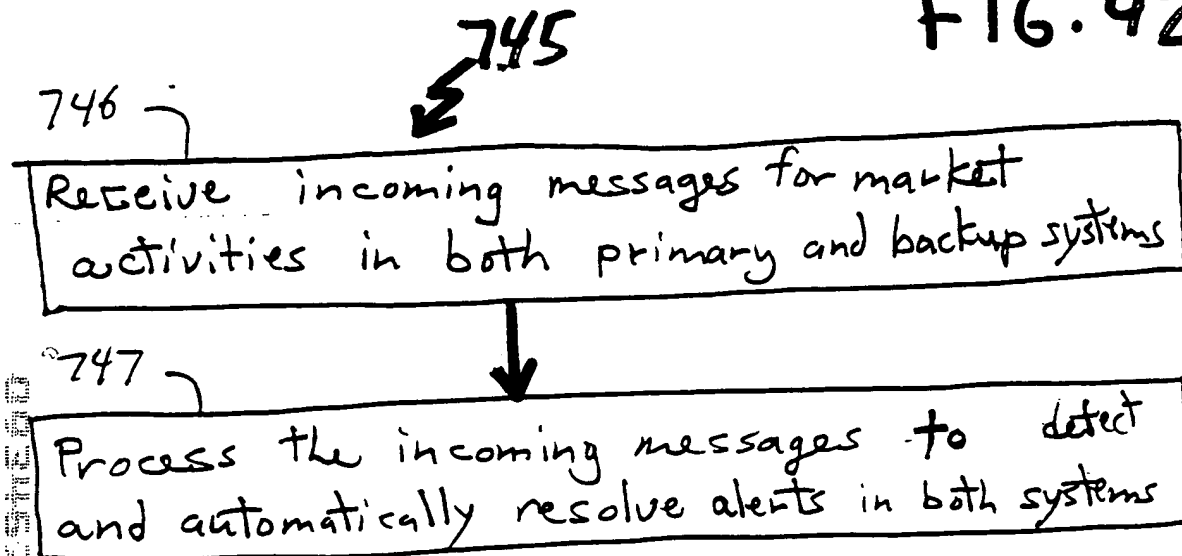 FIG. 42
745
746
Receive incoming messages for market
activities in both primary and backup systems
747
Process the incoming messages to detect
and automatically resolve alerts in both systems